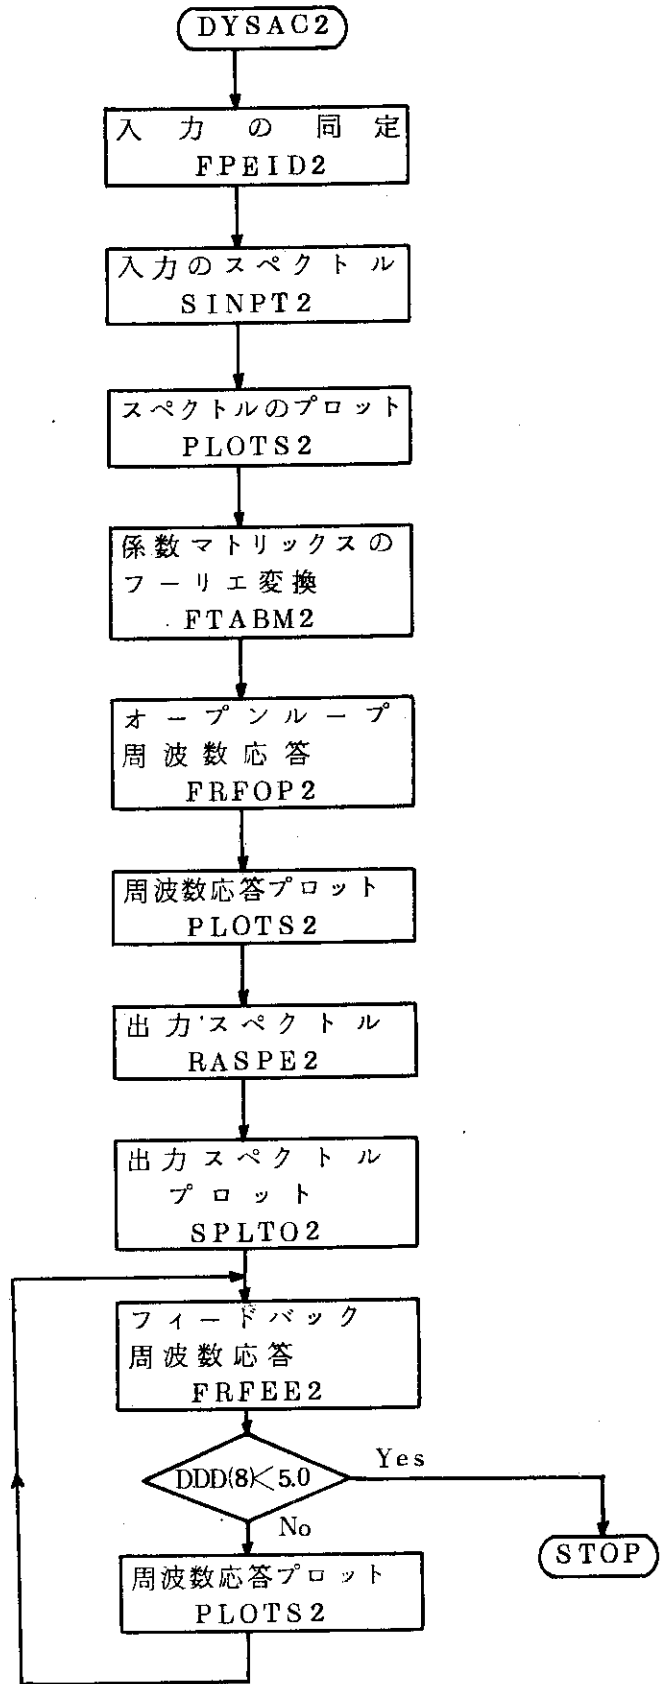 DYSAC2
入力の同定
FPEID2
入力のスペクトル
SINPT2
スペクトルのプロット
PLOTS2
係数マトリックスの
フーリエ変換
FTABM2
オープンループ
周波数応答
FRFOP2
周波数応答プロット
PLOTS2
出力スペクトル
RASPE2
出力スペクトル
プロット
SPLTO2
フィードバック
周波数応答
FRFEE2
DDD(8)<5.0
Yes
No
STOP
周波数応答プロット
PLOTS2